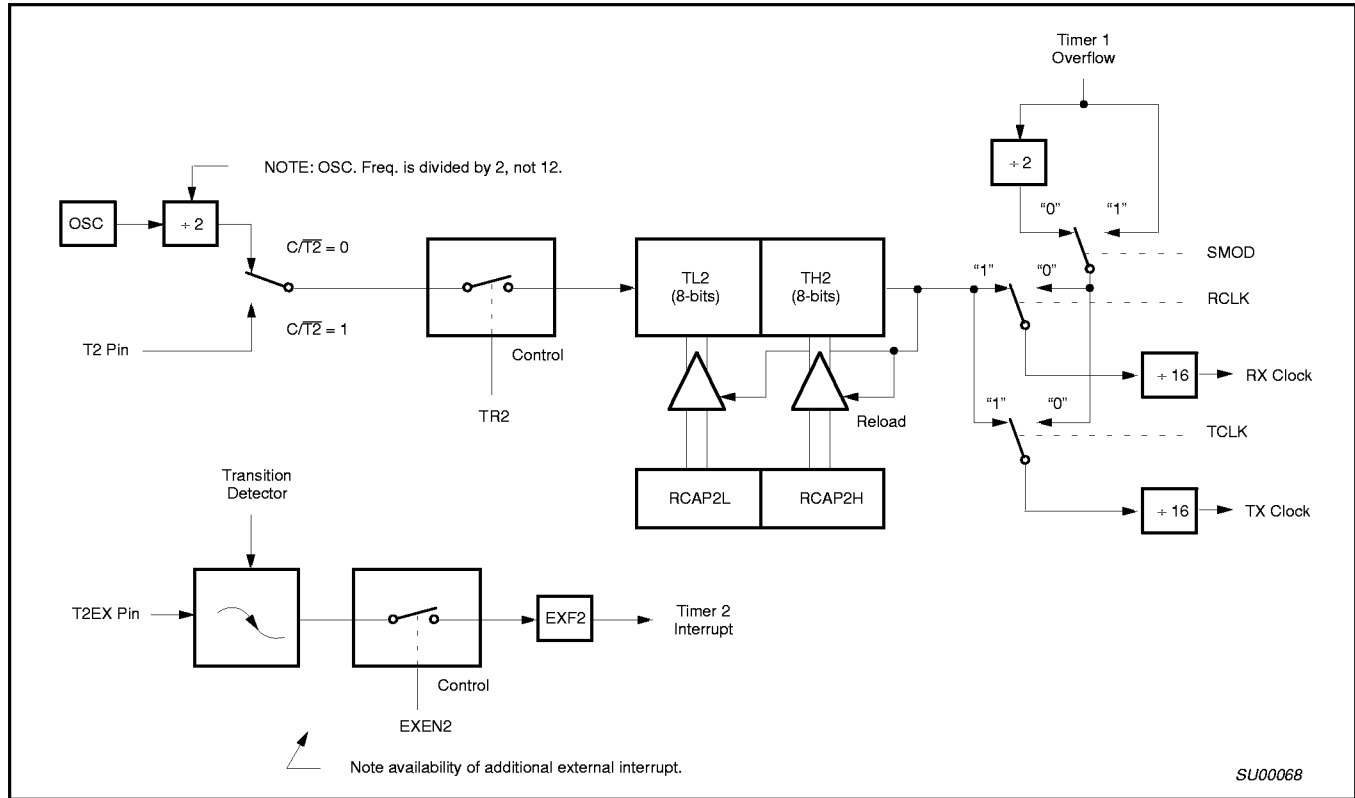 Timer 1
Overflow
NOTE: OSC. Freq. is divided by 2, not 12.
÷ 2
OSC
÷ 2
"0"
"1"
C/T̅2̅ = 0
SMOD
TL2
(8-bits)
TH2
(8-bits)
"1"
"0"
RCLK
C/T̅2̅ = 1
T2 Pin
Control
÷ 16
RX Clock
TR2
Reload
"1"
"0"
TCLK
Transition
Detector
RCAP2L
RCAP2H
÷ 16
TX Clock
T2EX Pin
EXF2
Timer 2
Interrupt
Control
EXEN2
Note availability of additional external interrupt.
SU00068